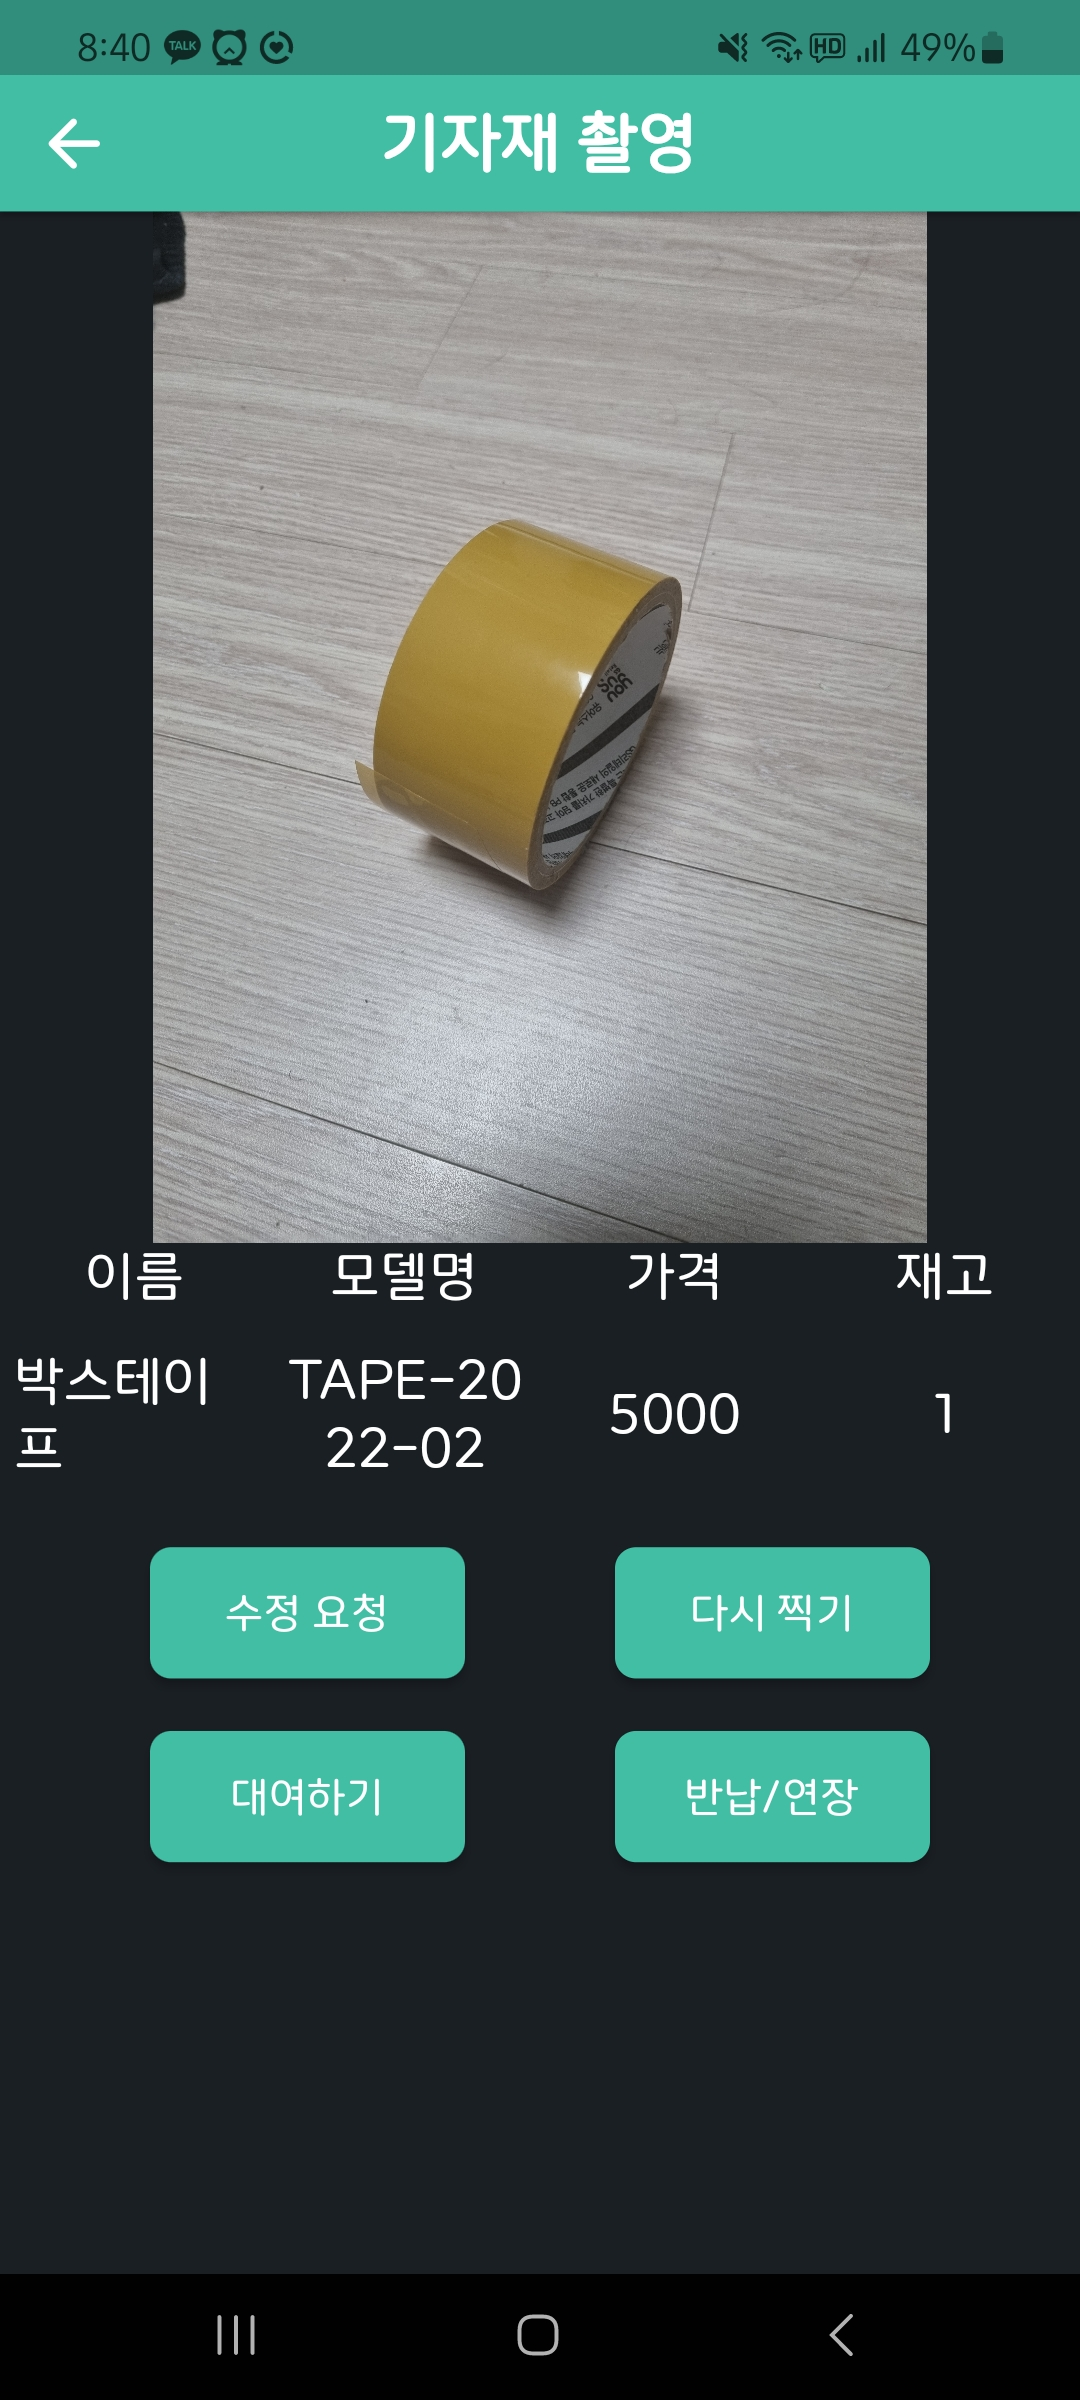 8:40 TALK HD 49%
기자재 촬영
이름 모델명 가격 재고
박스테이
프
TAPE-20
22-02
5000
1
수정 요청 다시 찍기
대여하기 반납/연장